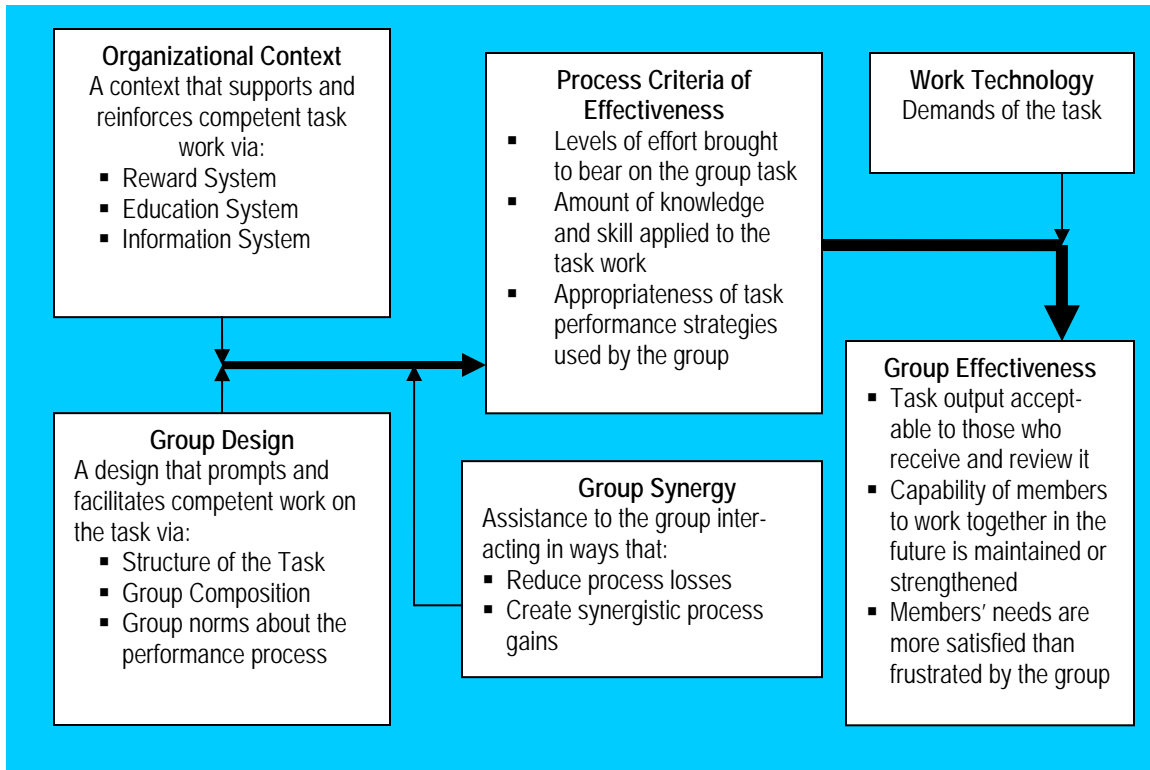 Organizational Context
A context that supports and
reinforces competent task
work via:
▪ Reward System
▪ Education System
▪ Information System
Group Design
A design that prompts and
facilitates competent work on
the task via:
▪ Structure of the Task
▪ Group Composition
▪ Group norms about the
performance process
Process Criteria of
Effectiveness
▪ Levels of effort brought
to bear on the group task
▪ Amount of knowledge
and skill applied to the
task work
▪ Appropriateness of task
performance strategies
used by the group
Group Synergy
Assistance to the group inter-
acting in ways that:
▪ Reduce process losses
▪ Create synergistic process
gains
Work Technology
Demands of the task
Group Effectiveness
▪ Task output accept-
able to those who
receive and review it
▪ Capability of members
to work together in the
future is maintained or
strengthened
▪ Members’ needs are
more satisfied than
frustrated by the group